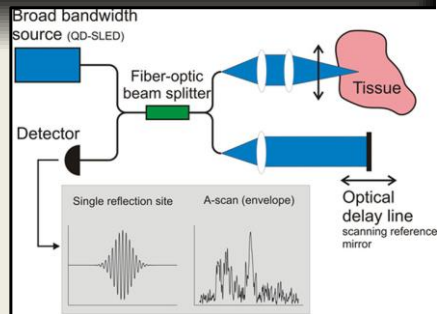 Broad bandwidth
source (QD-SLED)
Fiber-optic
beam splitter
Tissue
Detector
Single reflection site
A-scan (envelope)
Optical
delay line
scanning reference
mirror